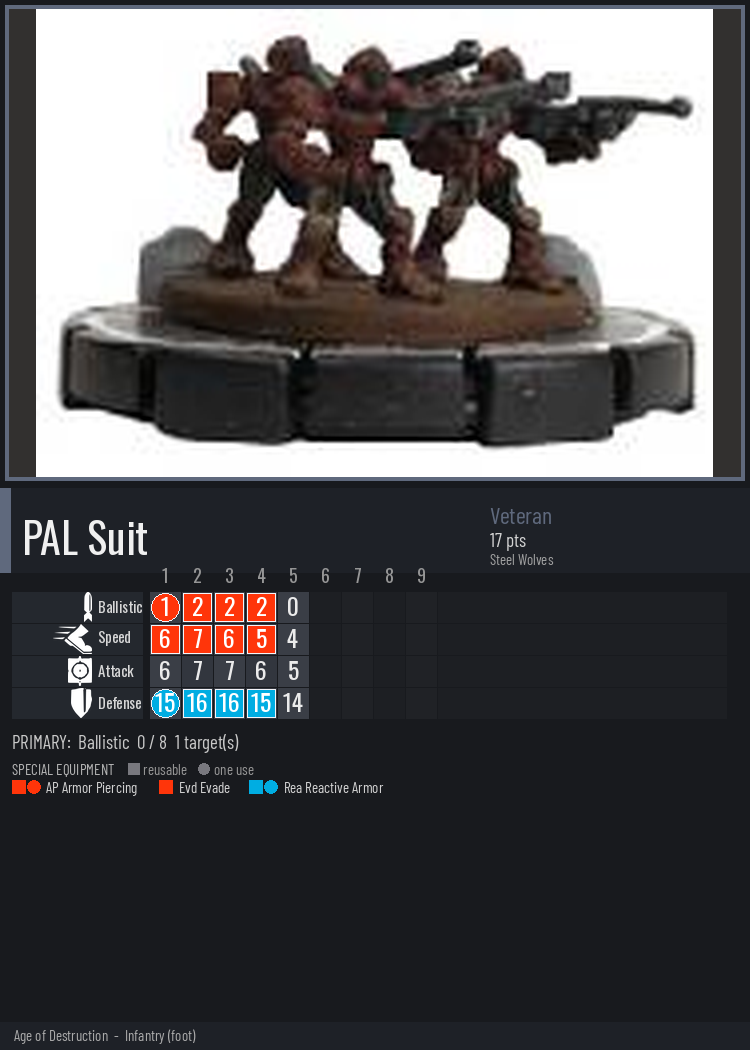 PAL Suit
Veteran
17 pts
Steel Wolves
1 2 3 4 5 6 7 8 9
Ballistic 1 2 2 2 0
Speed 6 7 6 5 4
Attack 6 7 7 6 5
Defense 15 16 16 15 14
PRIMARY: Ballistic 0 / 8 1 target(s)
SPECIAL EQUIPMENT reusable one use
AP Armor Piercing Evd Evade Rea Reactive Armor
Age of Destruction - Infantry (foot)